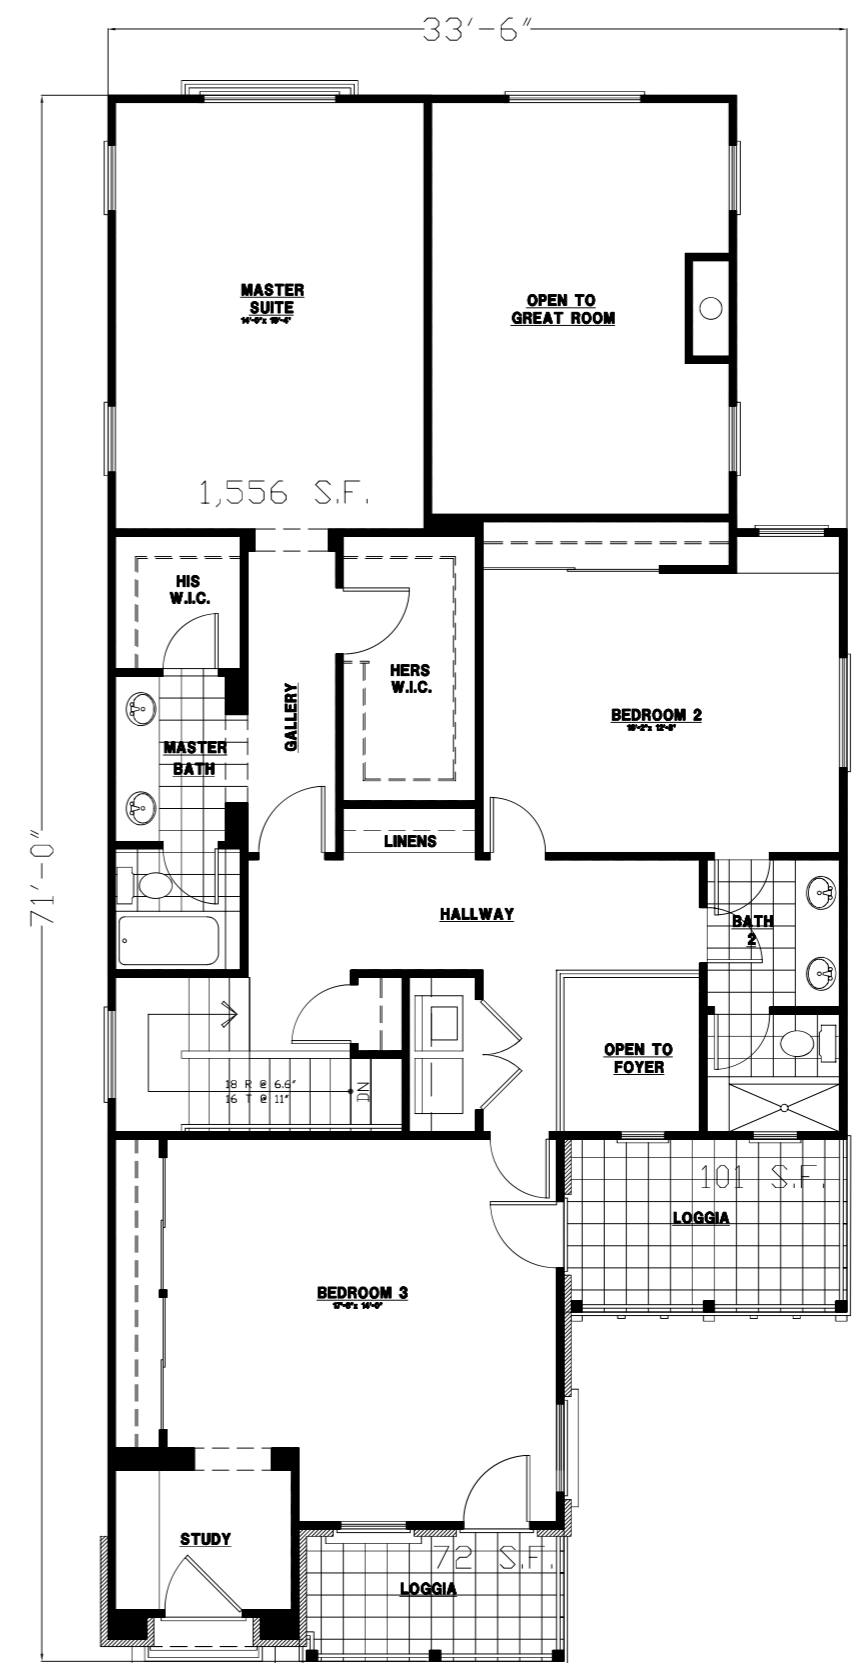 33'-6"
71'-0"
MASTER
SUITE
OPEN TO
GREAT ROOM
1,556 S.F.
HIS
W.I.C.
HERS
W.I.C.
GALLERY
BEDROOM 2
MASTER
BATH
LINENS
HALLWAY
BATH
2
OPEN TO
FOYER
18 R @ 6.6"
16 T @ 11"
DN
101 S.F.
LOGGIA
BEDROOM 3
STUDY
72 S.F.
LOGGIA